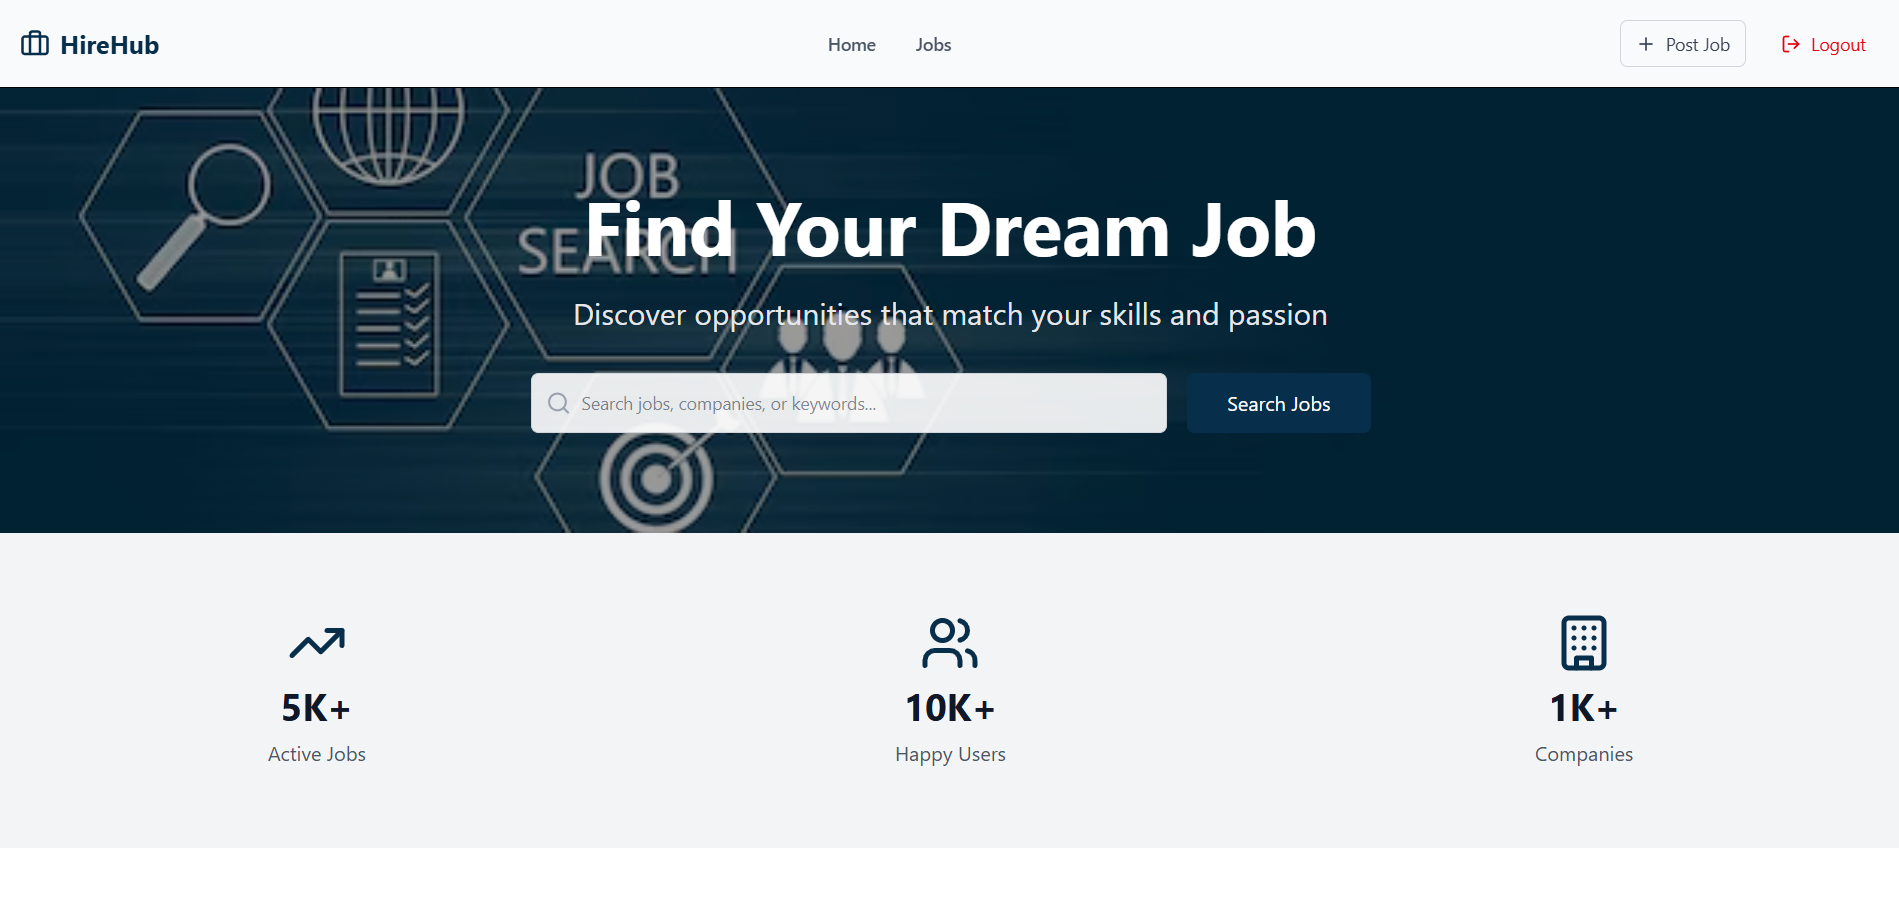 HireHub
Home
Jobs
Post Job
Logout
JOB
SEARCH
Find Your Dream Job
Discover opportunities that match your skills and passion
Search jobs, companies, or keywords...
Search Jobs
5K+
Active Jobs
10K+
Happy Users
1K+
Companies